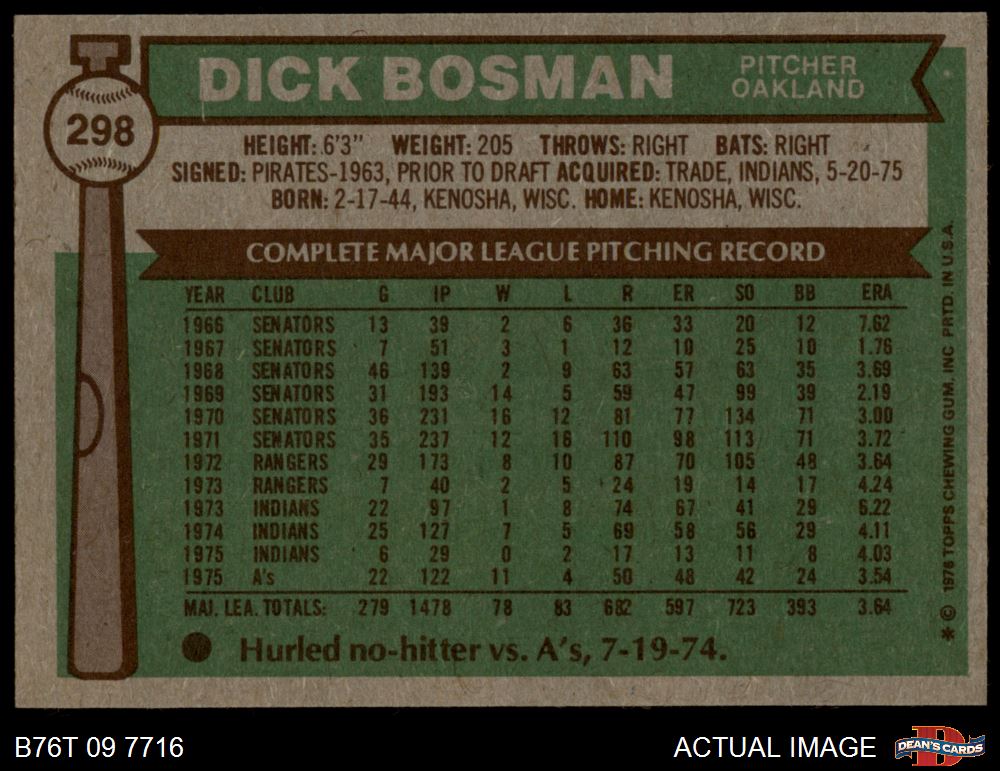 DICK BOSMAN
PITCHER
OAKLAND
298
HEIGHT: 6'3" WEIGHT: 205 THROWS: RIGHT BATS: RIGHT
SIGNED: PIRATES-1963, PRIOR TO DRAFT ACQUIRED: TRADE, INDIANS, 5-20-75
BORN: 2-17-44, KENOSHA, WISC. HOME: KENOSHA, WISC.
COMPLETE MAJOR LEAGUE PITCHING RECORD
YEAR CLUB G IP W L R ER SO BB ERA
1966 SENATORS 13 39 2 6 36 33 20 12 7.62
1967 SENATORS 7 51 3 1 12 10 25 10 1.76
1968 SENATORS 46 139 2 9 63 57 63 35 3.69
1969 SENATORS 31 193 14 5 59 47 99 39 2.19
1970 SENATORS 36 231 16 12 81 77 134 71 3.00
1971 SENATORS 35 237 12 16 110 98 113 71 3.72
1972 RANGERS 29 173 8 10 87 70 105 48 3.64
1973 RANGERS 7 40 2 5 24 19 14 17 4.24
1973 INDIANS 22 97 1 8 74 67 41 29 6.22
1974 INDIANS 25 127 7 5 69 58 56 29 4.11
1975 INDIANS 6 29 0 2 17 13 11 8 4.03
1975 A's 22 122 11 4 50 48 42 24 3.54
MAJ. LEA. TOTALS: 279 1478 78 83 682 597 723 393 3.64
Hurled no-hitter vs. A's, 7-19-74.
* © 1976 TOPPS CHEWING GUM. INC PRTD. IN U.S.A.
B76T 09 7716
ACTUAL IMAGE
D
DEAN'S CARDS